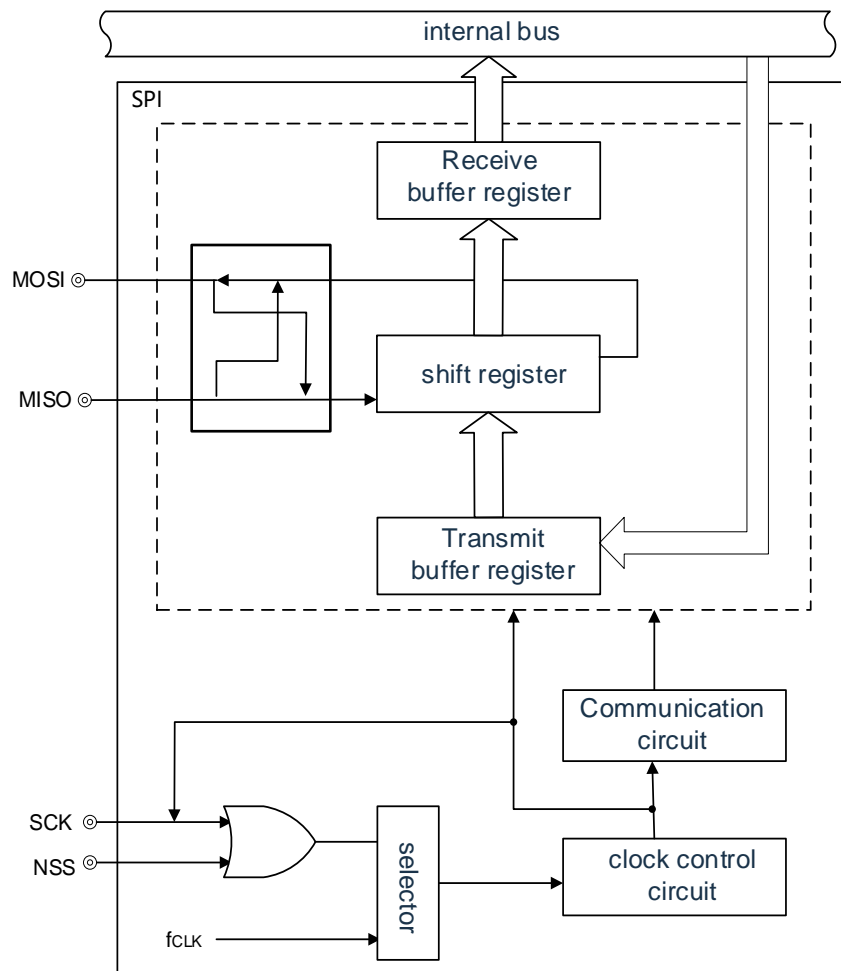 internal bus
SPI
Receive
buffer register
MOSI
shift register
MISO
Transmit
buffer register
Communication
circuit
SCK
NSS
selector
clock control
circuit
fCLK